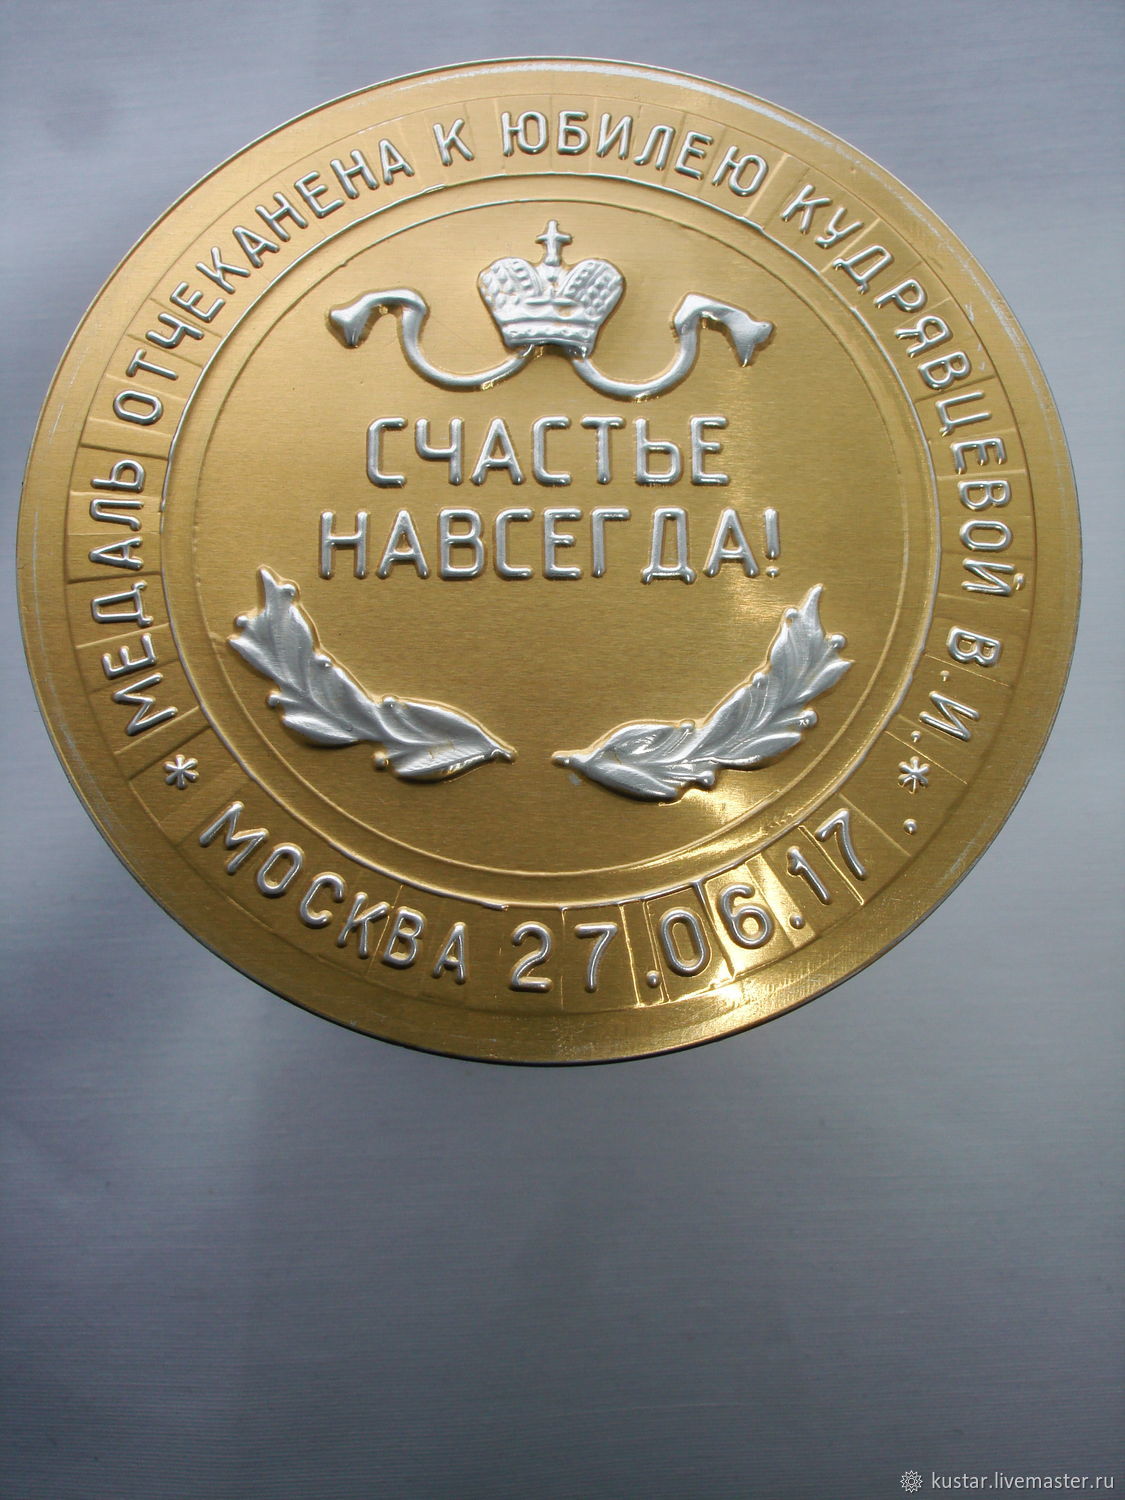 МЕДАЛЬ ОТЧЕКАНЕНА К ЮБИЛЕЮ КУДРЯВЦЕВОЙ В.И.
СЧАСТЬЕ
НАВСЕГДА!
* МОСКВА 27.06.17. *
kustar.livemaster.ru